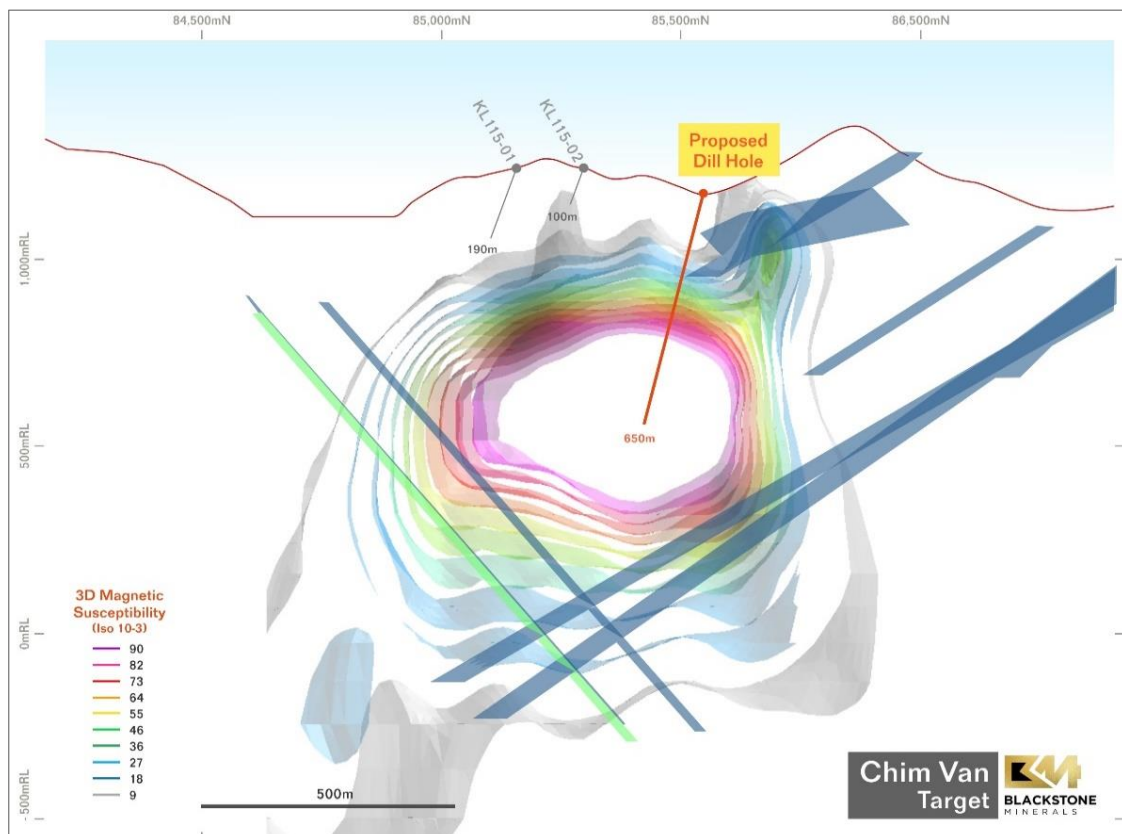 84,500mN
85,000mN
85,500mN
86,500mN
KL115-01
KL115-02
Proposed
Dill Hole
190m
100m
650m
1,000mRL
500mRL
0mRL
-500mRL
3D Magnetic
Susceptibility
(Iso 10-3)
90
82
73
64
55
46
36
27
18
9
500m
Chim Van
Target
BM
BLACKSTONE
MINERALS